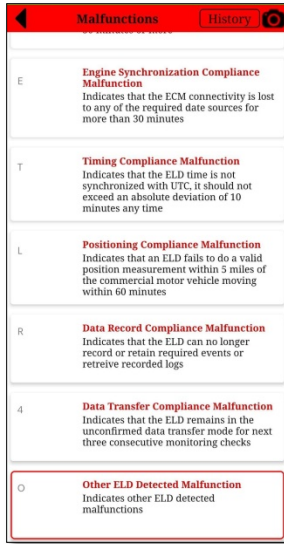 Malfunctions
History
E
Engine Synchronization Compliance
Malfunction
Indicates that the ECM connectivity is lost
to any of the required date sources for
more than 30 minutes
T
Timing Compliance Malfunction
Indicates that the ELD time is not
synchronized with UTC, it should not
exceed an absolute deviation of 10
minutes any time
L
Positioning Compliance Malfunction
Indicates that an ELD fails to do a valid
position measurement within 5 miles of
the commercial motor vehicle moving
within 60 minutes
R
Data Record Compliance Malfunction
Indicates that the ELD can no longer
record or retain required events or
retreive recorded logs
4
Data Transfer Compliance Malfunction
Indicates that the ELD remains in the
unconfirmed data transfer mode for next
three consecutive monitoring checks
O
Other ELD Detected Malfunction
Indicates other ELD detected
malfunctions